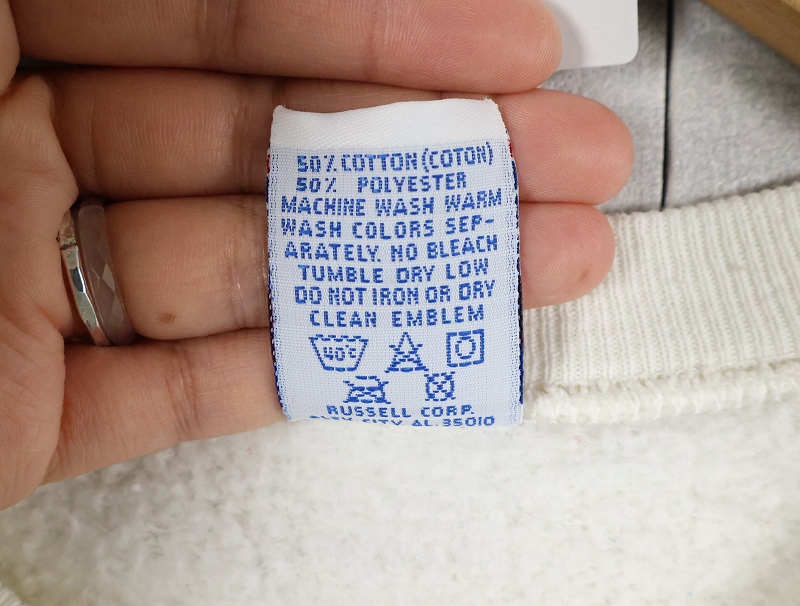 50% COTTON (COTON)
50% POLYESTER
MACHINE WASH WARM
WASH COLORS SEP-
ARATELY. NO BLEACH
TUMBLE DRY LOW
DO NOT IRON OR DRY
CLEAN EMBLEM
40°C
RUSSELL CORP.
ALEX CITY AL. 35010